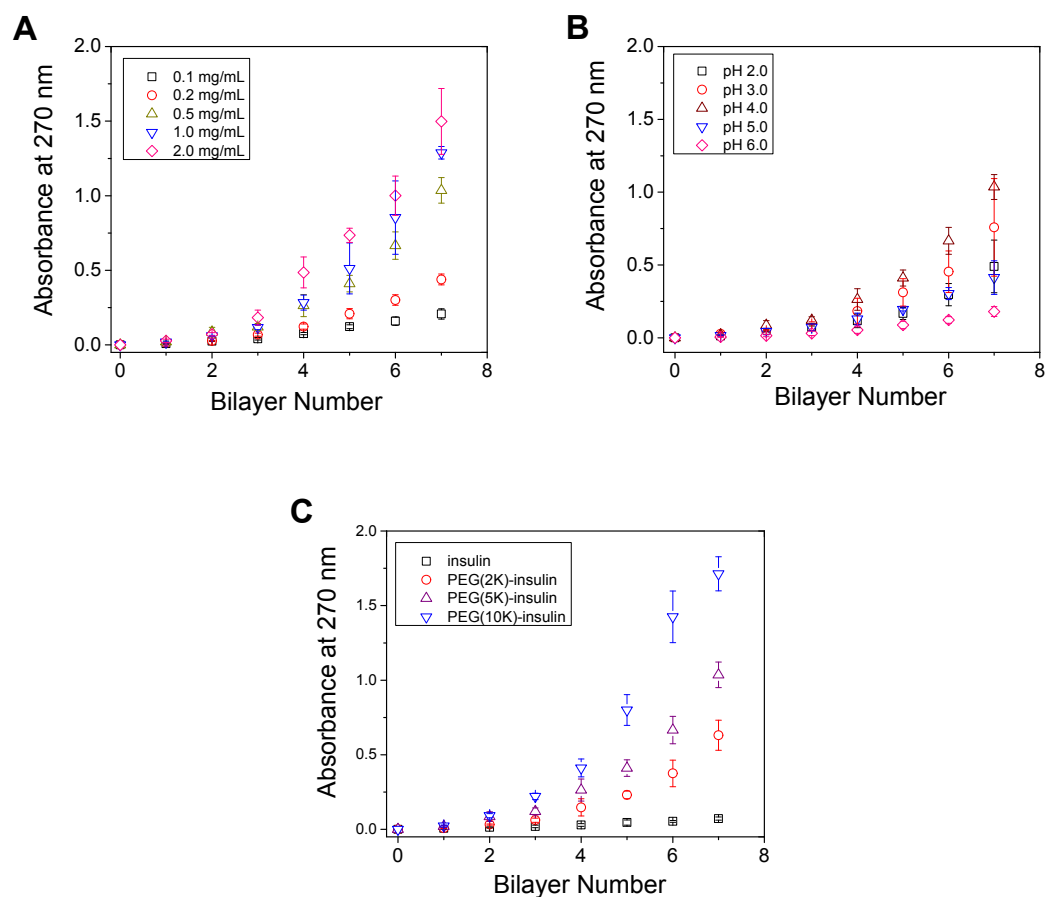 A
Absorbance at 270 nm
2.0
1.5
1.0
0.5
0.0
0.1 mg/mL
0.2 mg/mL
0.5 mg/mL
1.0 mg/mL
2.0 mg/mL
0 2 4 6 8
Bilayer Number
B
Absorbance at 270 nm
2.0
1.5
1.0
0.5
0.0
pH 2.0
pH 3.0
pH 4.0
pH 5.0
pH 6.0
0 2 4 6 8
Bilayer Number
C
Absorbance at 270 nm
2.0
1.5
1.0
0.5
0.0
insulin
PEG(2K)-insulin
PEG(5K)-insulin
PEG(10K)-insulin
0 2 4 6 8
Bilayer Number